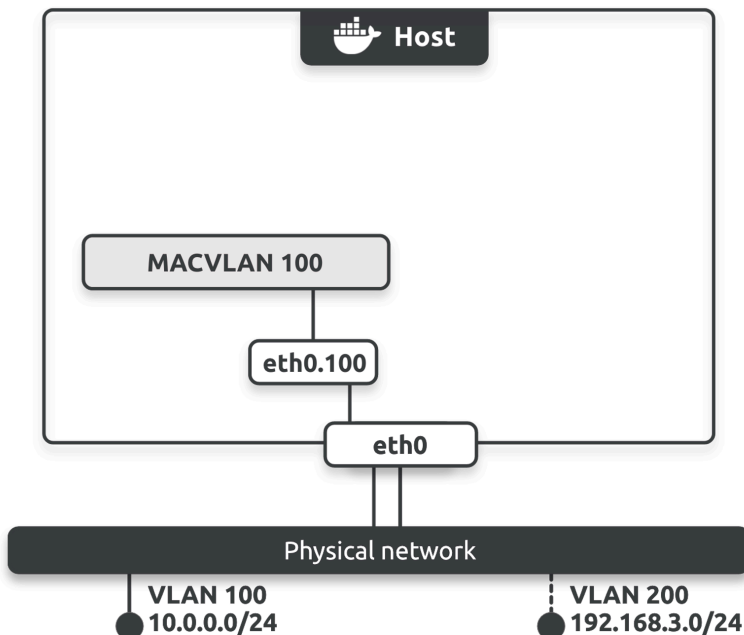 Host
MACVLAN 100
eth0.100
eth0
Physical network
VLAN 100
10.0.0.0/24
VLAN 200
192.168.3.0/24